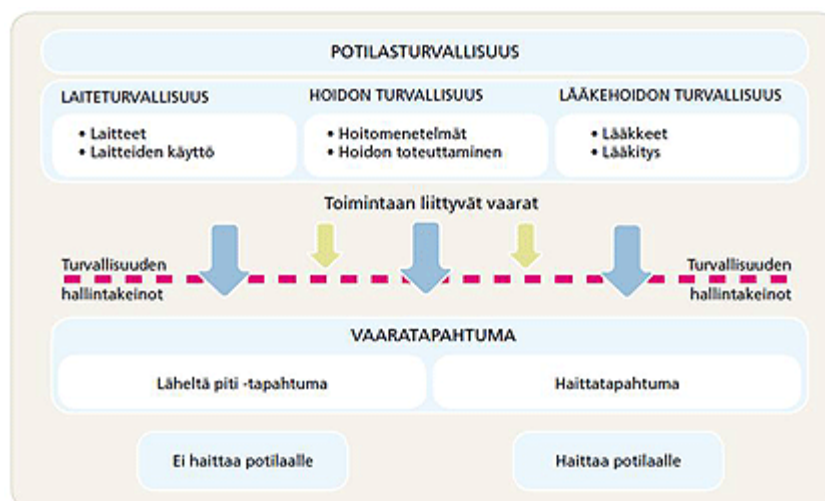 POTILASTURVALLISUUS
LAITETURVALLISUUS
• Laitteet
• Laitteiden käyttö
HOIDON TURVALLISUUS
• Hoitomenetelmät
• Hoidon toteuttaminen
LÄÄKEHOIDON TURVALLISUUS
• Lääkkeet
• Lääkitys
Toimintaan liittyvät vaarat
Turvallisuuden
hallintakeinot
Turvallisuuden
hallintakeinot
VAARATAPAHTUMA
Läheltä piti -tapahtuma
Haittatapahtuma
Ei haittaa potilaalle
Haittaa potilaalle